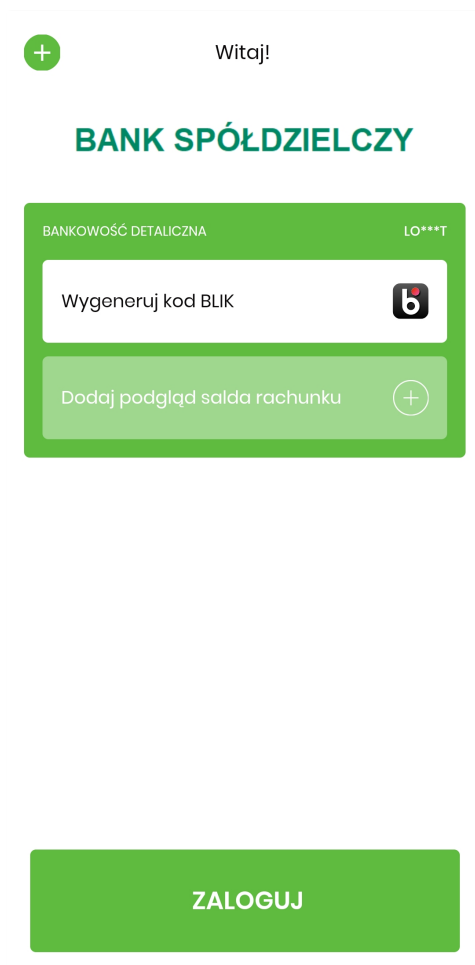 Witaj!
BANK SPÓŁDZIELCZY
BANKOWOŚĆ DETALICZNA LO***T
Wygeneruj kod BLIK
Dodaj podgląd salda rachunku
ZALOGUJ